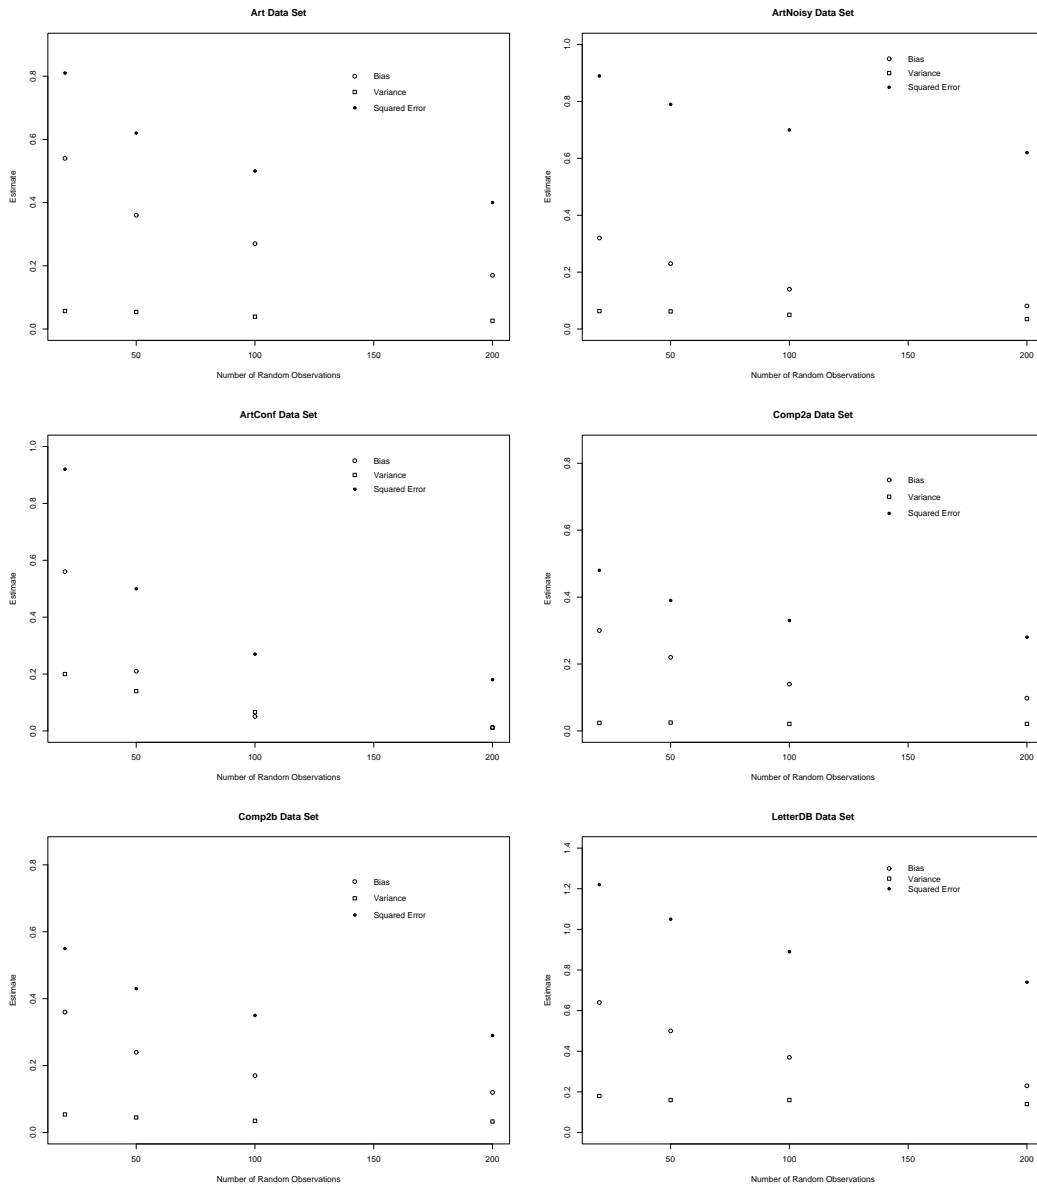 Art Data Set
0.8
0.6
0.4
0.2
0.0
Estimate
Bias
Variance
Squared Error
50 100 150 200
Number of Random Observations
ArtNoisy Data Set
1.0
0.8
0.6
0.4
0.2
0.0
Estimate
Bias
Variance
Squared Error
50 100 150 200
Number of Random Observations
ArtConf Data Set
1.0
0.8
0.6
0.4
0.2
0.0
Estimate
Bias
Variance
Squared Error
50 100 150 200
Number of Random Observations
Comp2a Data Set
0.8
0.6
0.4
0.2
0.0
Estimate
Bias
Variance
Squared Error
50 100 150 200
Number of Random Observations
Comp2b Data Set
0.8
0.6
0.4
0.2
0.0
Estimate
Bias
Variance
Squared Error
50 100 150 200
Number of Random Observations
LetterDB Data Set
1.4
1.2
1.0
0.8
0.6
0.4
0.2
0.0
Estimate
Bias
Variance
Squared Error
50 100 150 200
Number of Random Observations